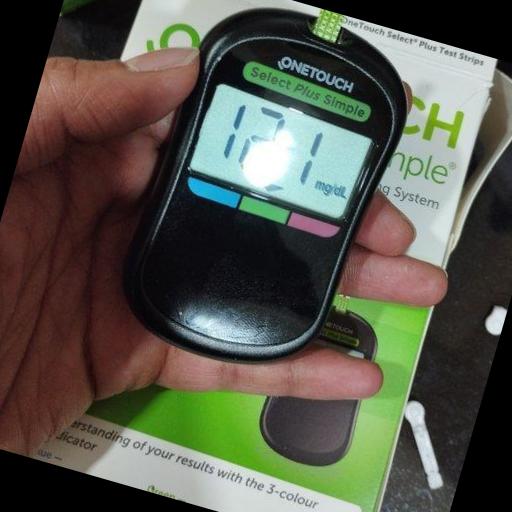 OneTouch Select® Plus Test Strips
ONETOUCH
Select Plus Simple
121
mg/dL
CH
mple®
ng System
ONETOUCH
erstanding of your results with the 3-colour
dicator